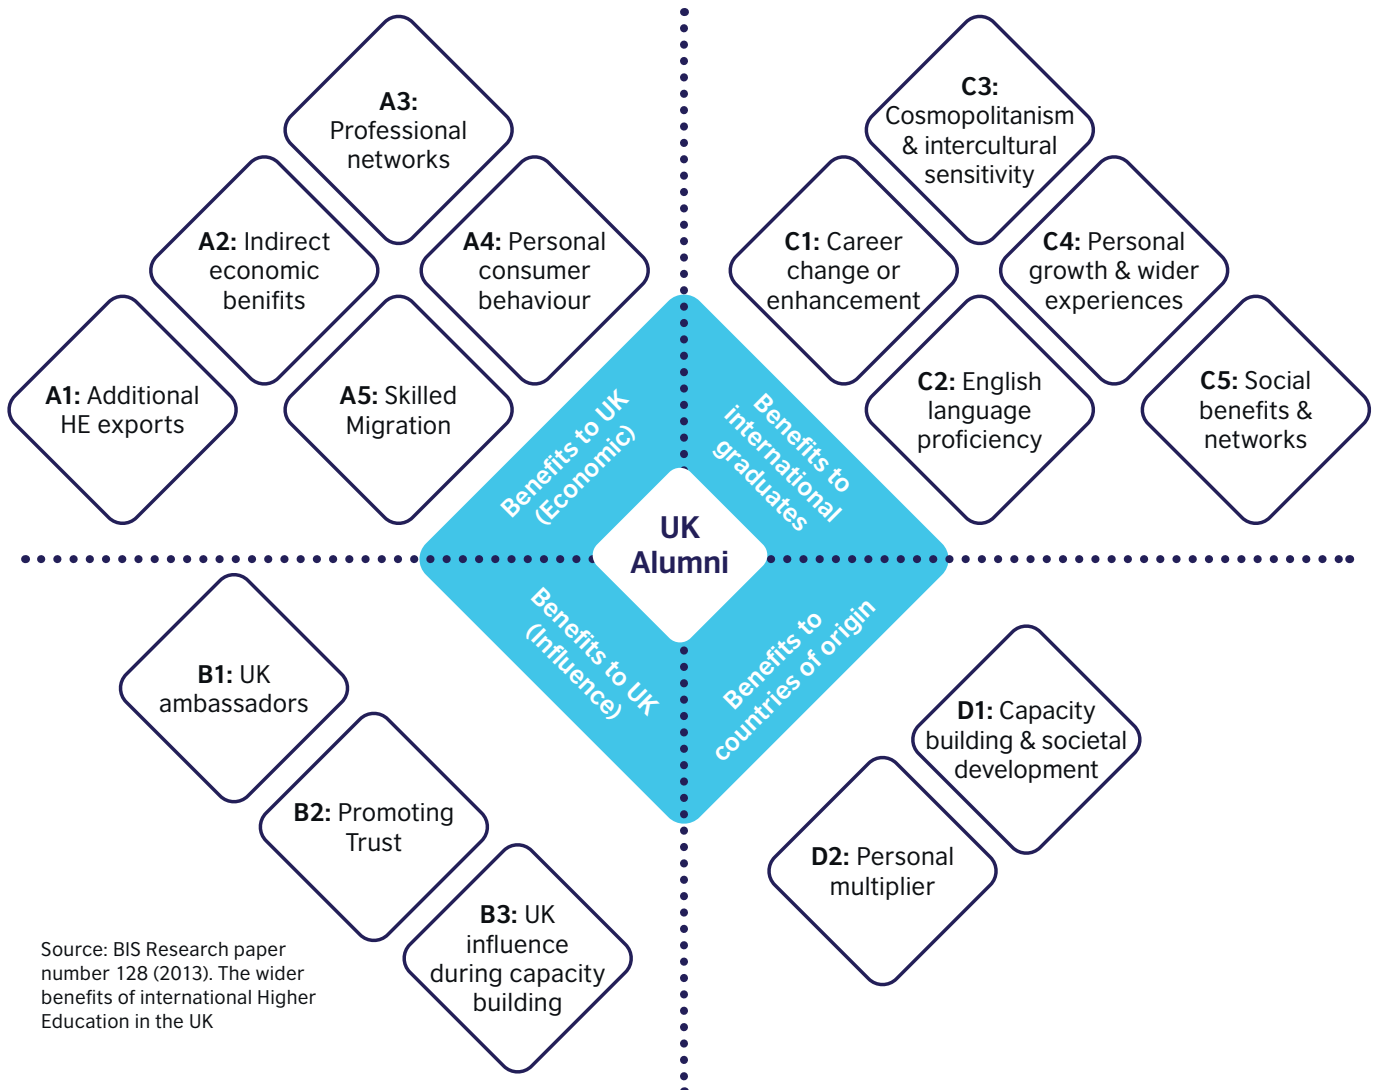 A3:
Professional
networks
A2: Indirect
economic
benifits
A4: Personal
consumer
behaviour
A1: Additional
HE exports
A5: Skilled
Migration
C3:
Cosmopolitanism
& intercultural
sensitivity
C1: Career
change or
enhancement
C4: Personal
growth & wider
experiences
C2: English
language
proficiency
C5: Social
benefits &
networks
Benefits to UK
(Economic)
Benefits to
international
graduates
UK
Alumni
Benefits to UK
(Influence)
Benefits to
countries of origin
B1: UK
ambassadors
B2: Promoting
Trust
B3: UK
influence
during capacity
building
D1: Capacity
building & societal
development
D2: Personal
multiplier
Source: BIS Research paper
number 128 (2013). The wider
benefits of international Higher
Education in the UK